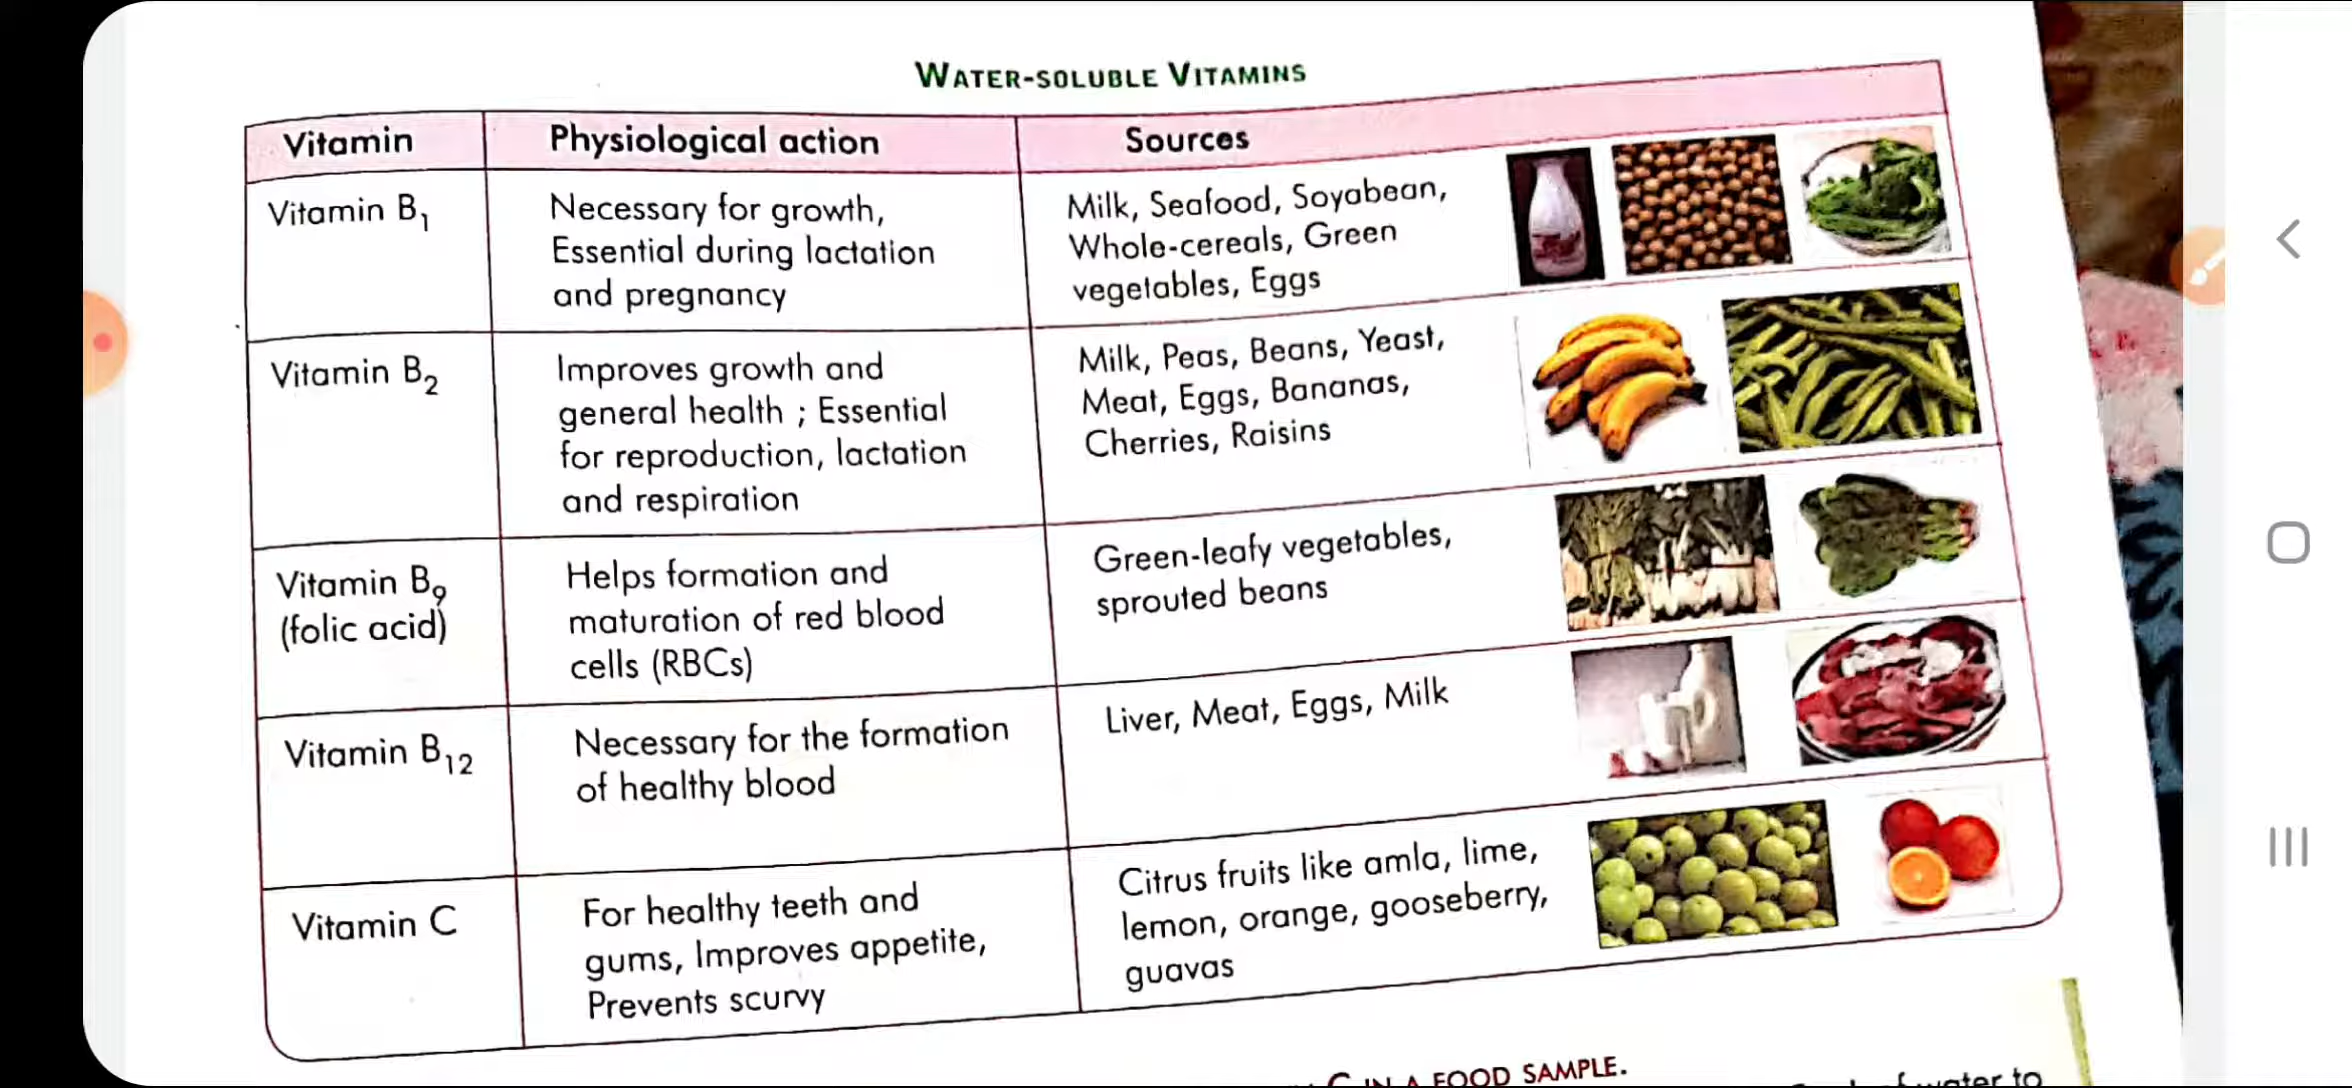 WATER-SOLUBLE VITAMINS
Vitamin
Physiological action
Sources
Vitamin B₁
Necessary for growth,
Essential during lactation
and pregnancy
Milk, Seafood, Soyabean,
Whole-cereals, Green
vegetables, Eggs
Vitamin B₂
Improves growth and
general health ; Essential
for reproduction, lactation
and respiration
Milk, Peas, Beans, Yeast,
Meat, Eggs, Bananas,
Cherries, Raisins
Vitamin B₉
(folic acid)
Helps formation and
maturation of red blood
cells (RBCs)
Green-leafy vegetables,
sprouted beans
Vitamin B₁₂
Necessary for the formation
of healthy blood
Liver, Meat, Eggs, Milk
Vitamin C
For healthy teeth and
gums, Improves appetite,
Prevents scurvy
Citrus fruits like amla, lime,
lemon, orange, gooseberry,
guavas
C IN A FOOD SAMPLE.
water to